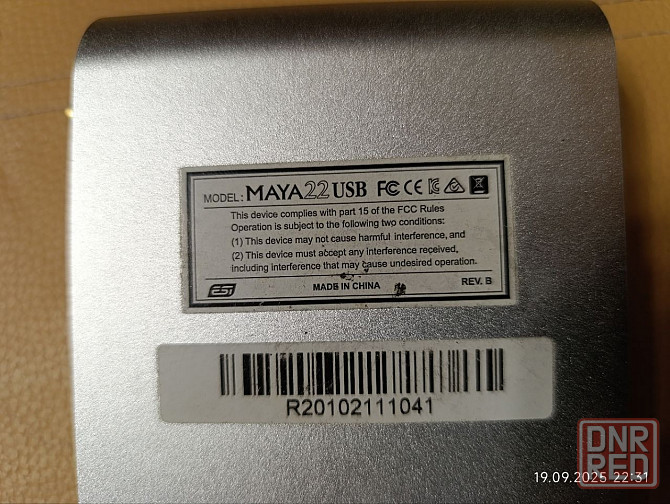 MODEL: MAYA22 USB FC CE
This device complies with part 15 of the FCC Rules
Operation is subject to the following two conditions:
(1) This device may not cause harmful interference, and
(2) This device must accept any interference received,
including interference that may cause undesired operation.
ESI MADE IN CHINA REV. B
R20102111041
DNR
RED
19.09.2025 22:31